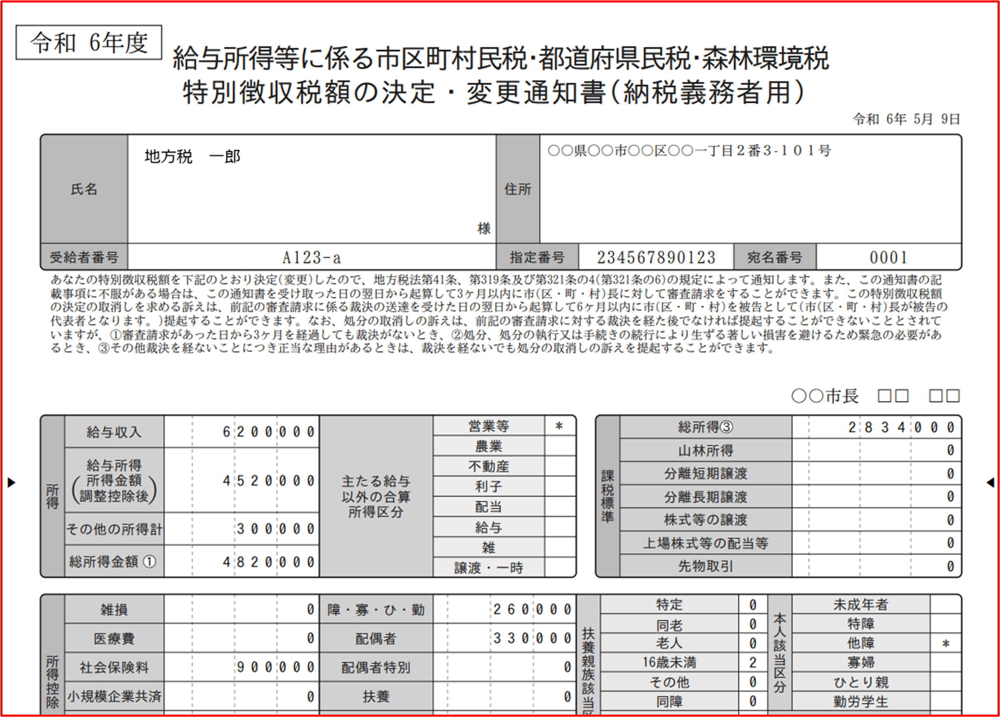 令和 6年度
給与所得等に係る市区町村民税・都道府県民税・森林環境税
特別徴収税額の決定・変更通知書(納税義務者用)
令和 6年 5月 9日
氏名
地方税 一郎
様
住所
○○県○○市○○区○○一丁目２番３-１０１号
受給者番号 A123-a 指定番号 234567890123 宛名番号 0001
あなたの特別徴収税額を下記のとおり決定(変更)したので、地方税法第41条、第319条及び第321条の4(第321条の6)の規定によって通知します。また、この通知書の記
載事項に不服がある場合は、この通知書を受け取った日の翌日から起算して3ヶ月以内に市(区・町・村)長に対して審査請求をすることができます。この特別徴収税額
の決定の取消しを求める訴えは、前記の審査請求に係る裁決の送達を受けた日の翌日から起算して6ヶ月以内に市(区・町・村)を被告として(市(区・町・村)長が被告の
代表者となります。)提起することができます。なお、処分の取消しの訴えは、前記の審査請求に対する裁決を経た後でなければ提起することができないこととされて
いますが、①審査請求があった日から3ヶ月を経過しても裁決がないとき、②処分、処分の執行又は手続きの続行により生ずる著しい損害を避けるため緊急の必要があ
るとき、③その他裁決を経ないことにつき正当な理由があるときは、裁決を経ないでも処分の取消しの訴えを提起することができます。
○○市長 □□ □□
所得
給与収入 6200000
給与所得
(所得金額
調整控除後)
4520000
その他の所得計 300000
総所得金額① 4820000
主たる給与
以外の合算
所得区分
営業等 *
農業
不動産
利子
配当
給与
雑
譲渡・一時
課税標準
総所得③ 2834000
山林所得 0
分離短期譲渡 0
分離長期譲渡 0
株式等の譲渡 0
上場株式等の配当等 0
先物取引 0
所得控除
雑損 0
医療費 0
社会保険料 900000
小規模企業共済 0
障・寡・ひ・勤 260000
配偶者 330000
配偶者特別 0
扶養 0
扶養親族該当区
特定 0
同老 0
老人 0
16歳未満 2
その他 0
同障 0
本人該当区分
未成年者
特障
他障 *
寡婦
ひとり親
勤労学生